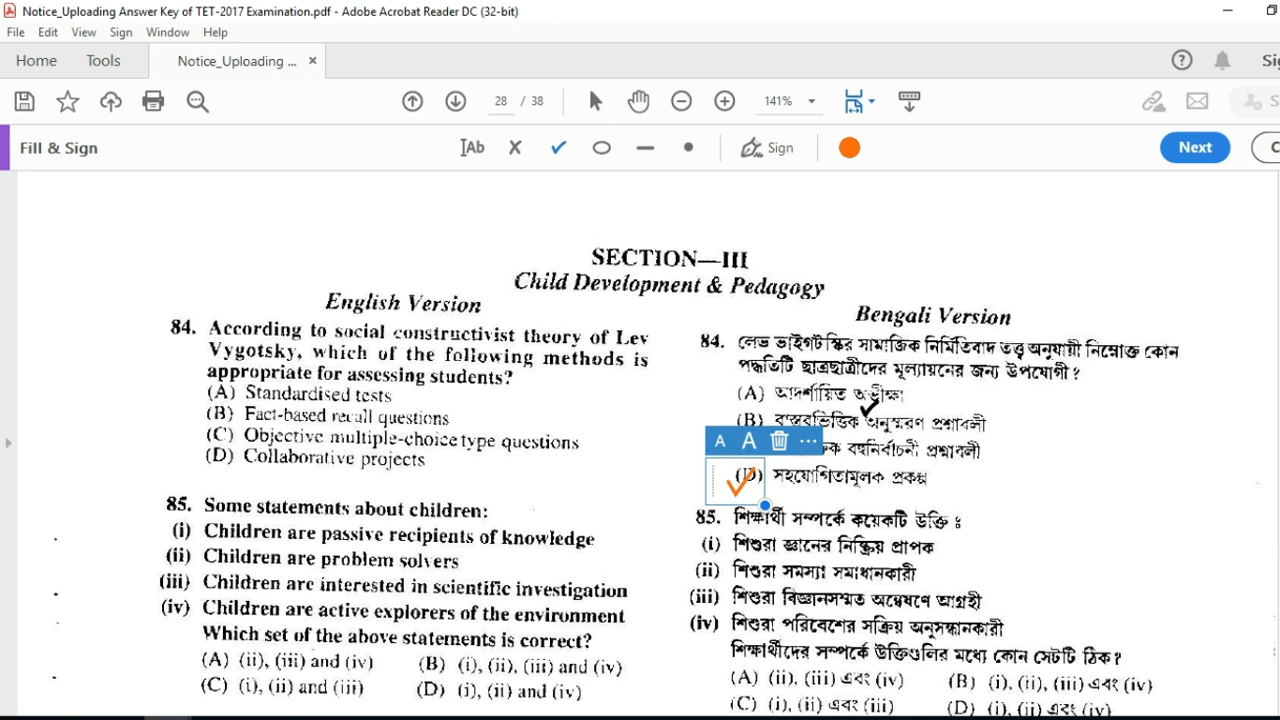 Notice_Uploading Answer Key of TET-2017 Examination.pdf - Adobe Acrobat Reader DC (32-bit)
File Edit View Sign Window Help
Home Tools Notice_Uploading ... ×
28 / 38 141%
Fill & Sign Ab Sign Next
SECTION—III
Child Development & Pedagogy
English Version
84. According to social constructivist theory of Lev
Vygotsky, which of the following methods is
appropriate for assessing students?
(A) Standardised tests
(B) Fact-based recall questions
(C) Objective multiple-choice type questions
(D) Collaborative projects
85. Some statements about children:
(i) Children are passive recipients of knowledge
(ii) Children are problem solvers
(iii) Children are interested in scientific investigation
(iv) Children are active explorers of the environment
Which set of the above statements is correct?
(A) (ii), (iii) and (iv) (B) (i), (ii), (iii) and (iv)
(C) (i), (ii) and (iii) (D) (i), (ii) and (iv)
Bengali Version
84. লেভ ভাইগটস্কির সামাজিক নির্মিতিবাদ তত্ত্ব অনুযায়ী নিম্নোক্ত কোন
পদ্ধতিটি ছাত্রছাত্রীদের মূল্যায়নের জন্য উপযোগী?
(A) আদর্শায়িত অভীক্ষা
(B) বাস্তবভিত্তিক অনুস্মরণ প্রশ্নাবলী
A A ...
বহুনির্বাচনী প্রশ্নাবলী
(D) সহযোগিতামূলক প্রকল্প
85. শিক্ষার্থী সম্পর্কে কয়েকটি উক্তি ঃ
(i) শিশুরা জ্ঞানের নিষ্ক্রিয় প্রাপক
(ii) শিশুরা সমস্যা সমাধানকারী
(iii) শিশুরা বিজ্ঞানসম্মত অন্বেষণে আগ্রহী
(iv) শিশুরা পরিবেশের সক্রিয় অনুসন্ধানকারী
শিক্ষার্থীদের সম্পর্কে উক্তিগুলির মধ্যে কোন সেটটি ঠিক?
(A) (ii), (iii) এবং (iv) (B) (i), (ii), (iii) এবং (iv)
(C) (i), (ii) এবং (iii) (D) (i), (ii) এবং (iv)